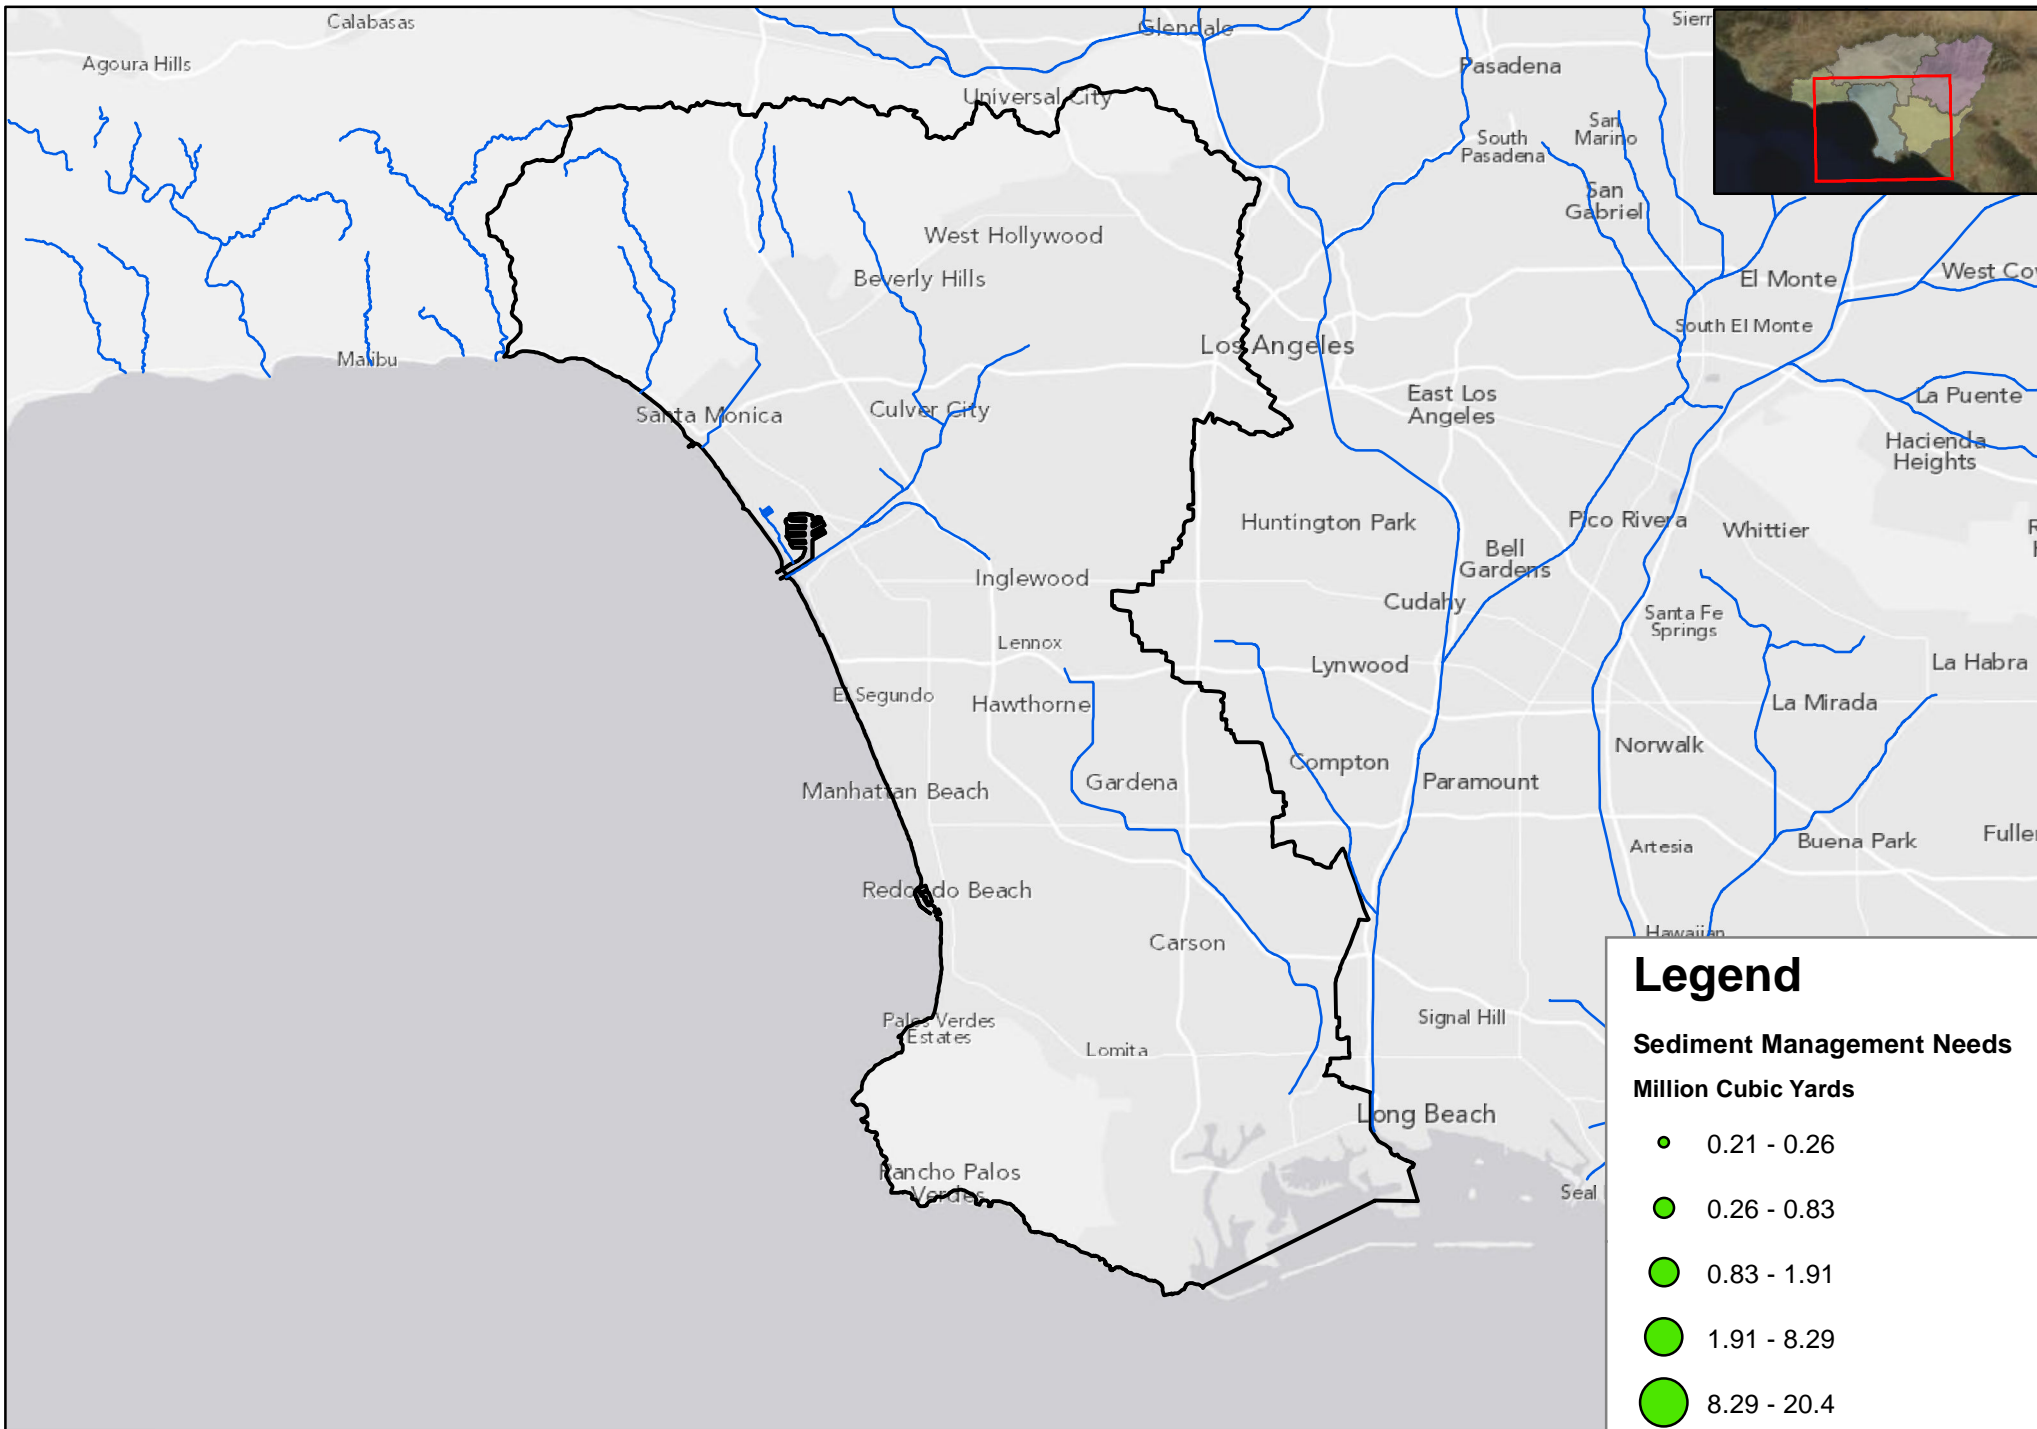 Calabasas
Glendale
Sierr
Agoura Hills
Pasadena
Universal City
San
Marino
South
Pasadena
San
Gabriel
West Hollywood
Beverly Hills
El Monte
West Cov
South El Monte
Los Angeles
Malibu
East Los
Angeles
La Puente
Santa Monica
Culver City
Hacienda
Heights
Huntington Park
Pico Rivera
Whittier
Bell
Gardens
Inglewood
Cudahy
Santa Fe
Springs
Lennox
Lynwood
La Habra
El Segundo
Hawthorne
La Mirada
Norwalk
Compton
Paramount
Manhattan Beach
Gardena
Artesia
Buena Park
Fuller
Redondo Beach
Carson
Hawaiian
Palos Verdes
Estates
Signal Hill
Lomita
Long Beach
Rancho Palos
Verdes
Seal
Legend
Sediment Management Needs
Million Cubic Yards
0.21 - 0.26
0.26 - 0.83
0.83 - 1.91
1.91 - 8.29
8.29 - 20.4